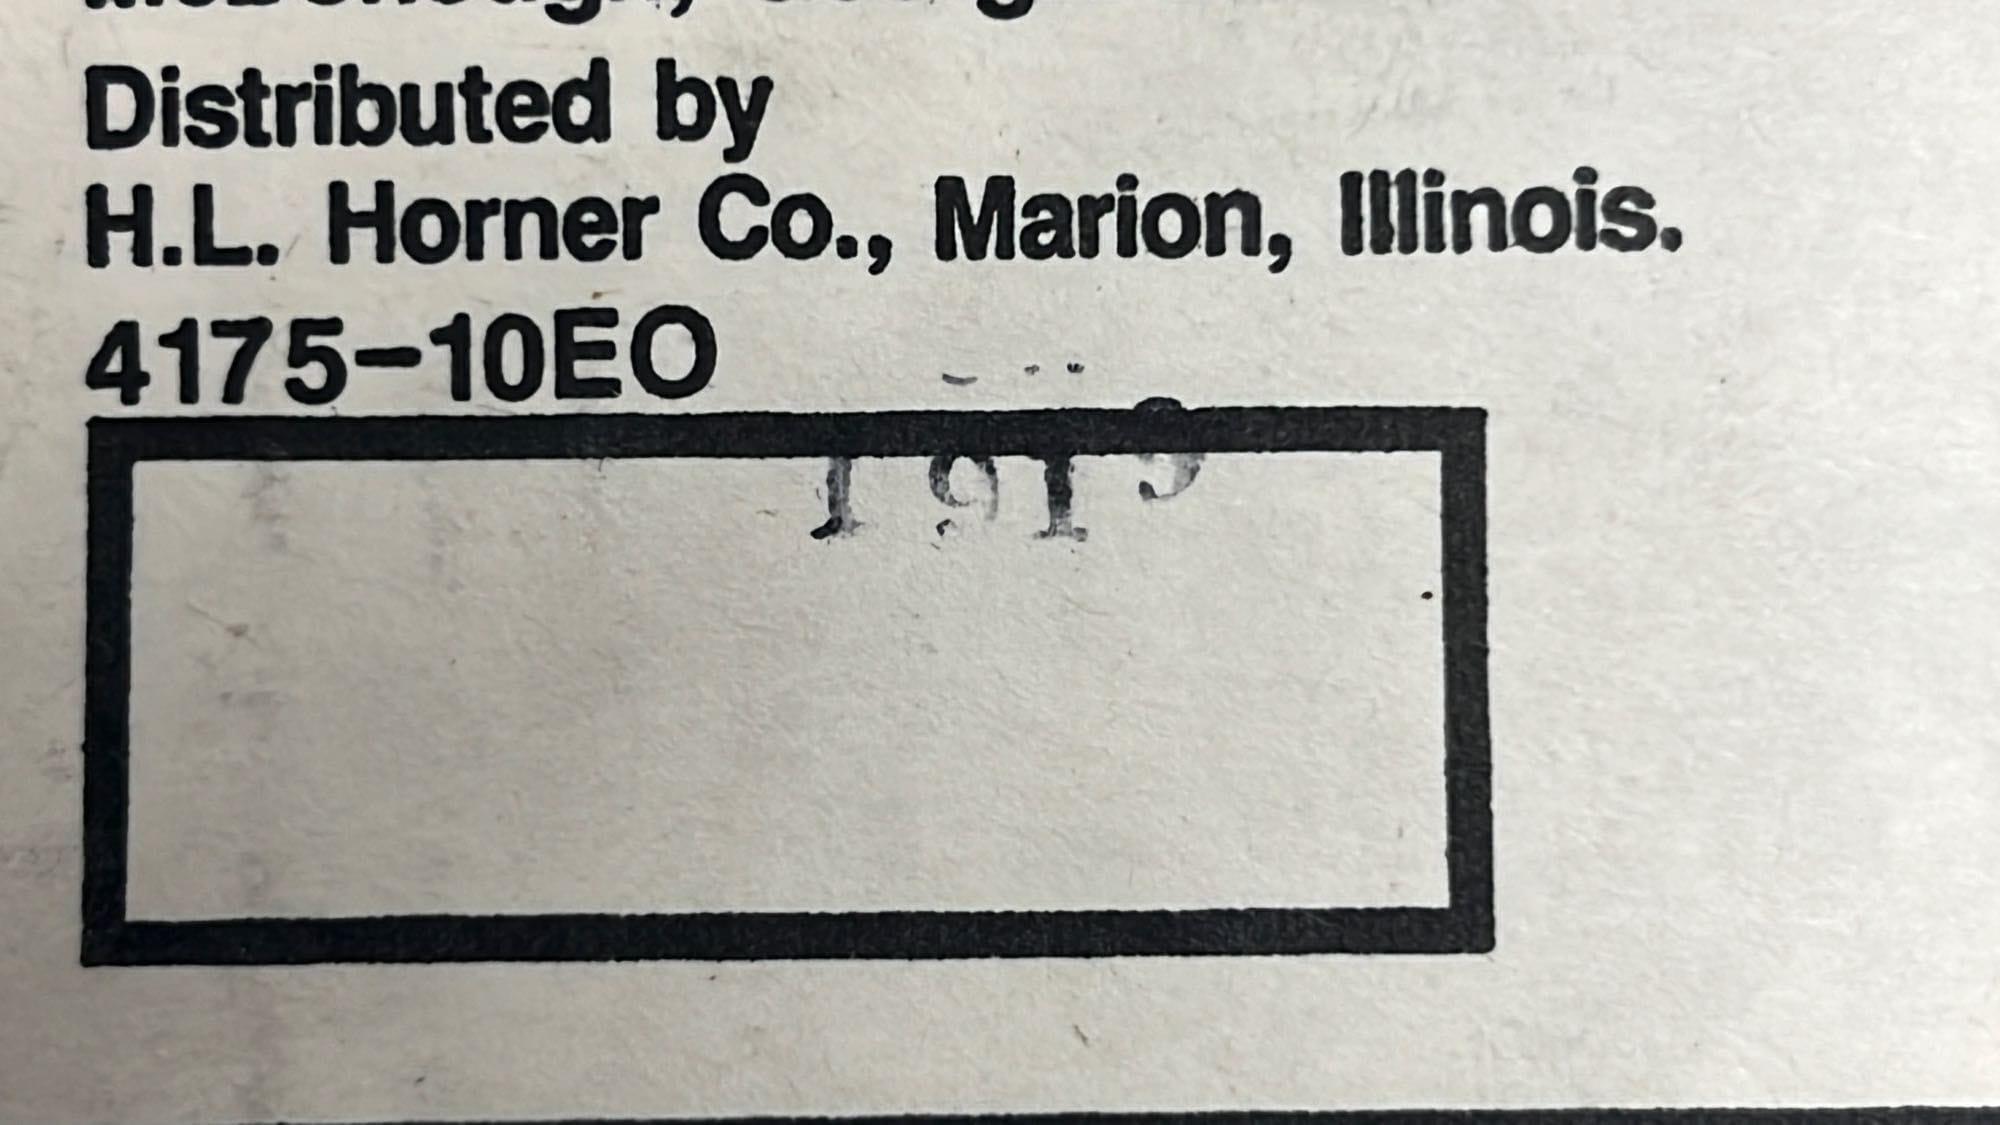 Distributed by
H.L. Horner Co., Marion, Illinois.
4175-10EO